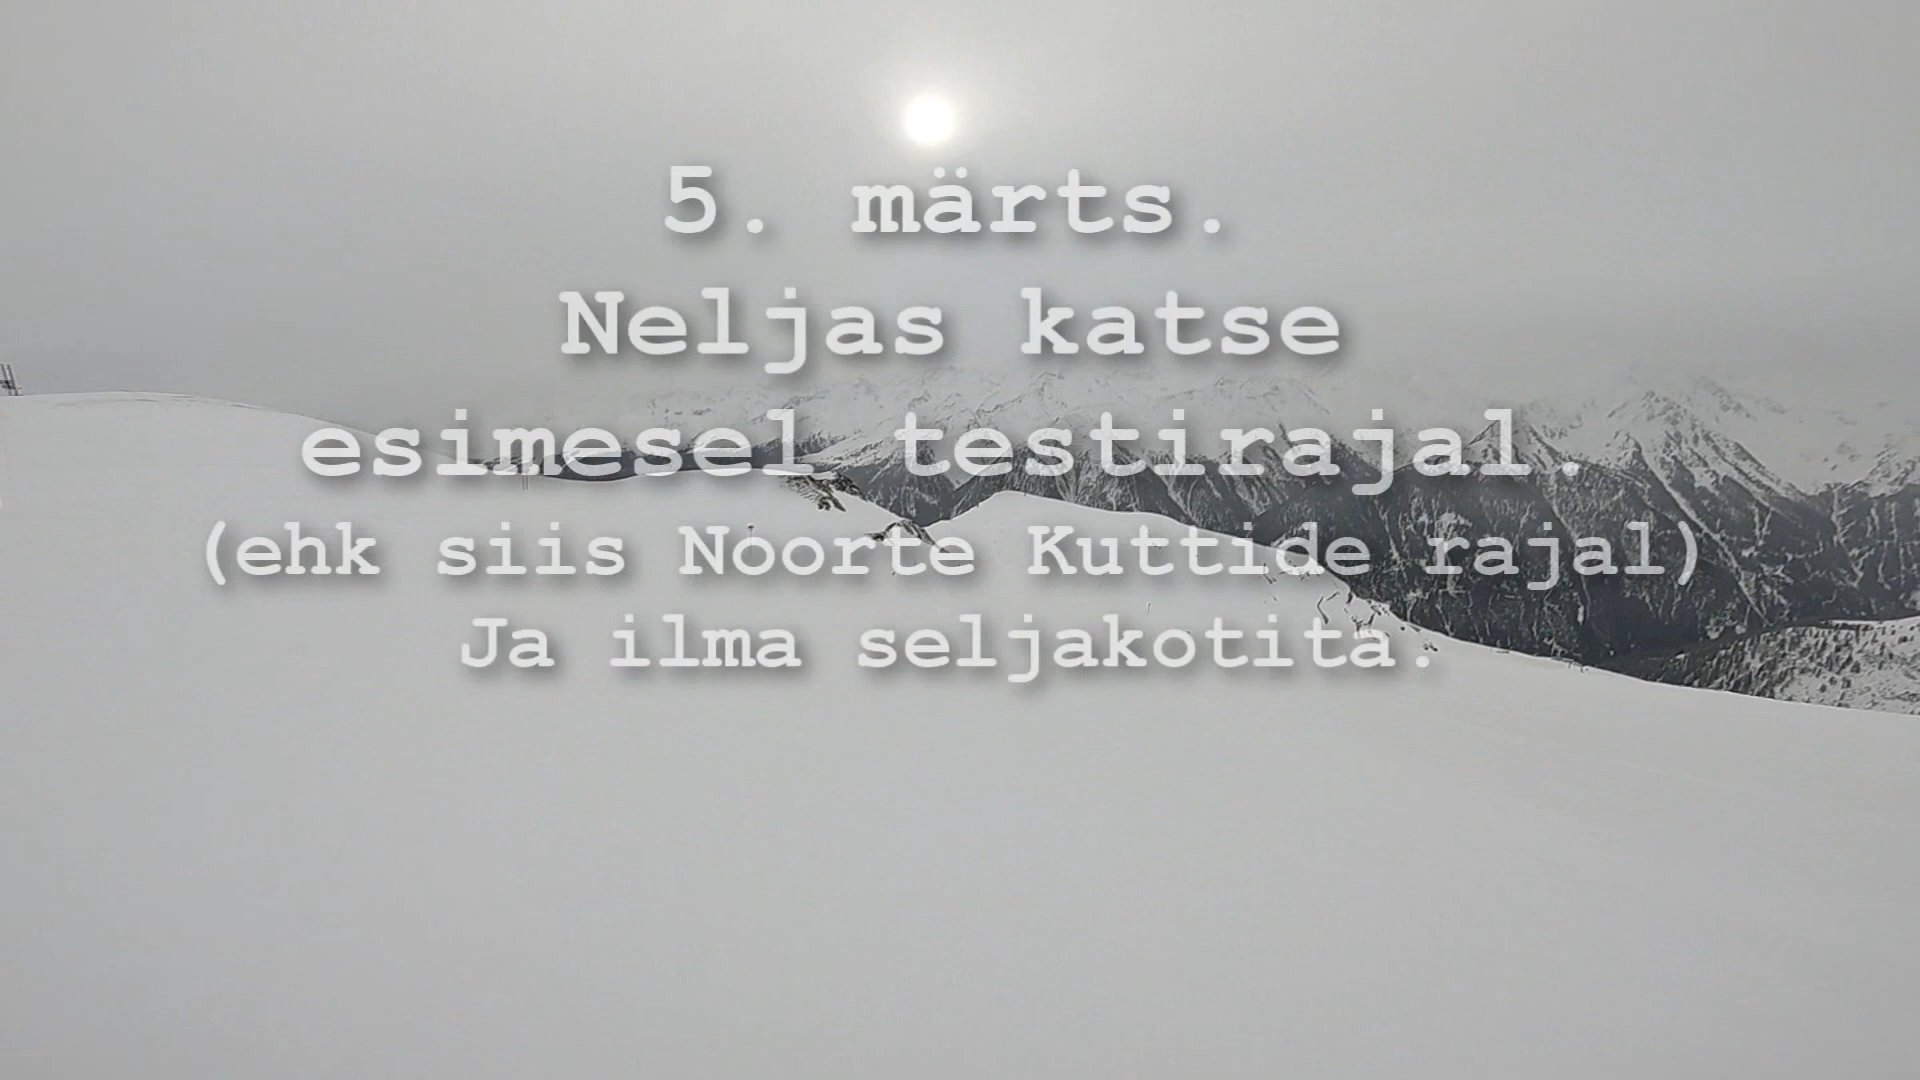 5. märts.
Neljas katse
esimesel testirajal.
(ehk siis Noorte Kuttide rajal)
Ja ilma seljakotita.